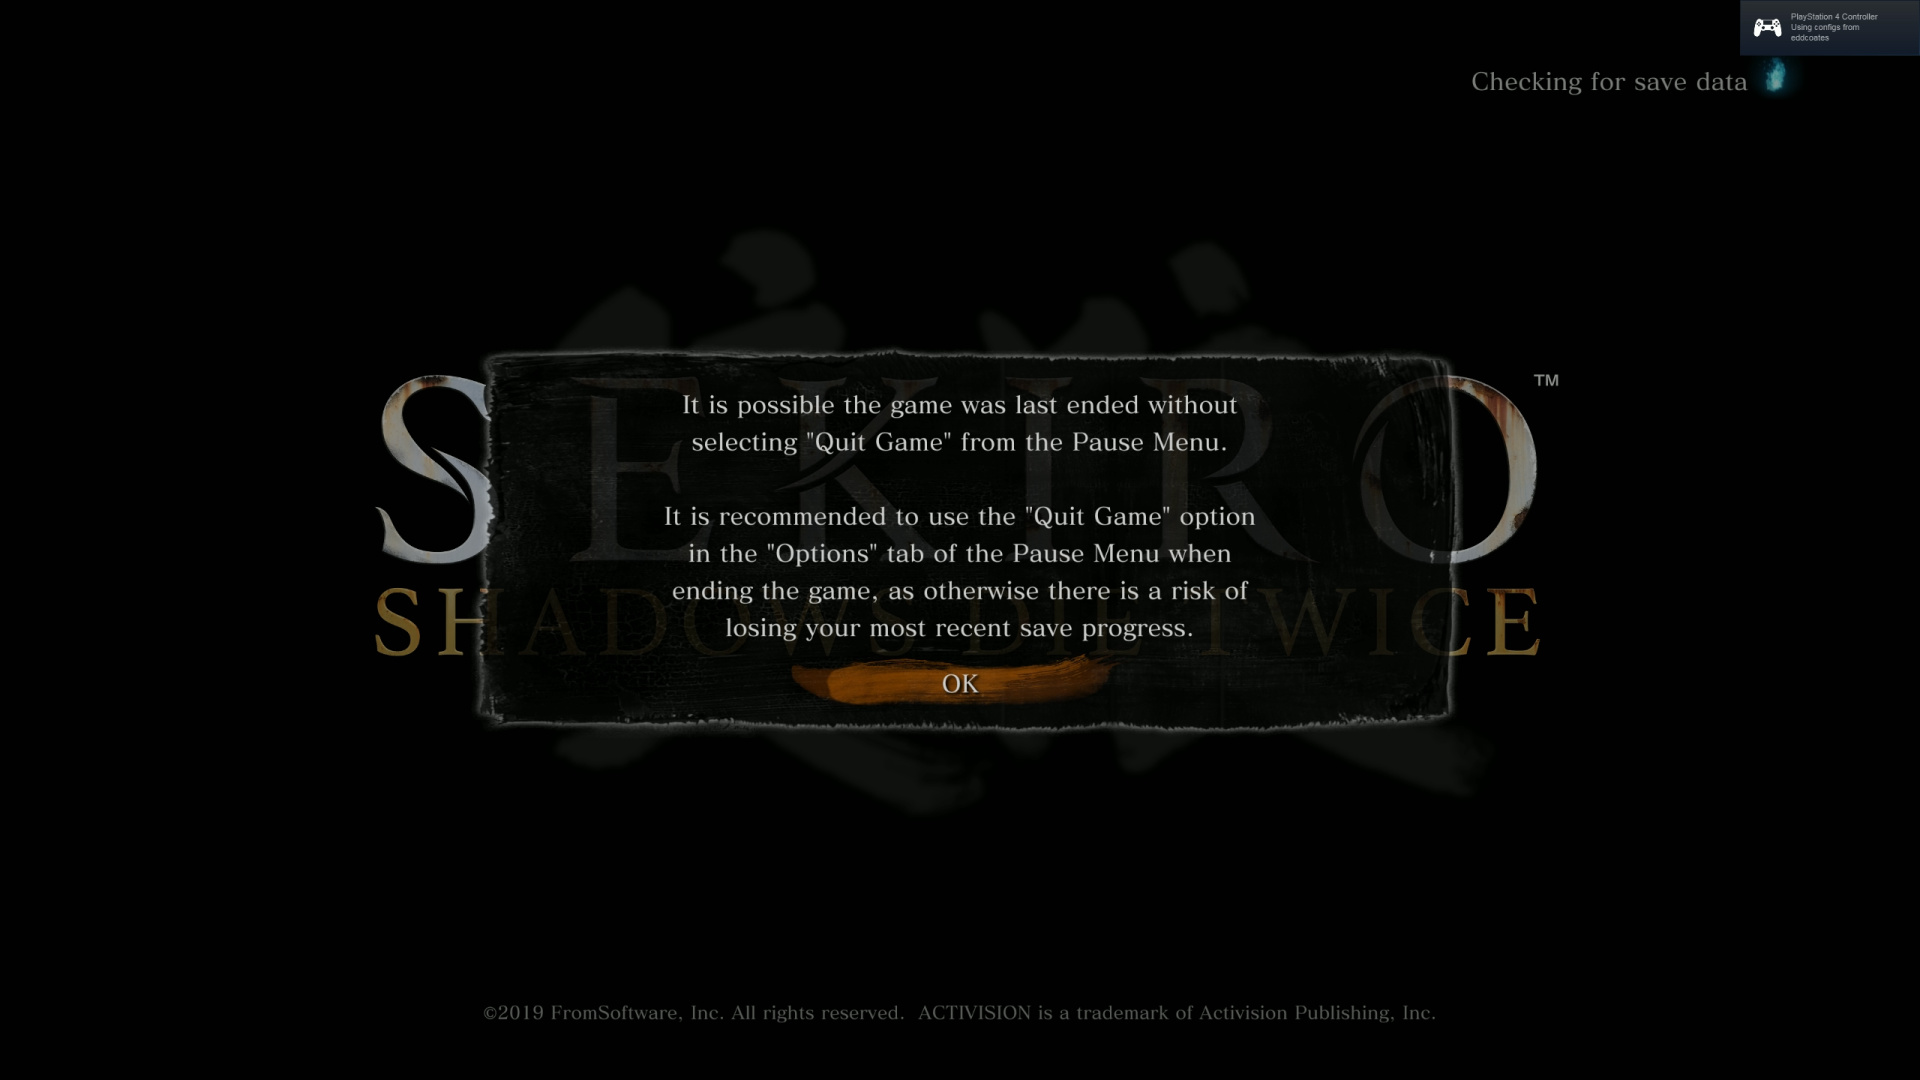 PlayStation 4 Controller
Using configs from
eddcoates
Checking for save data
SEKIRO™
SHADOWS DIE TWICE
It is possible the game was last ended without
selecting "Quit Game" from the Pause Menu.
It is recommended to use the "Quit Game" option
in the "Options" tab of the Pause Menu when
ending the game, as otherwise there is a risk of
losing your most recent save progress.
OK
©2019 FromSoftware, Inc. All rights reserved.  ACTIVISION is a trademark of Activision Publishing, Inc.